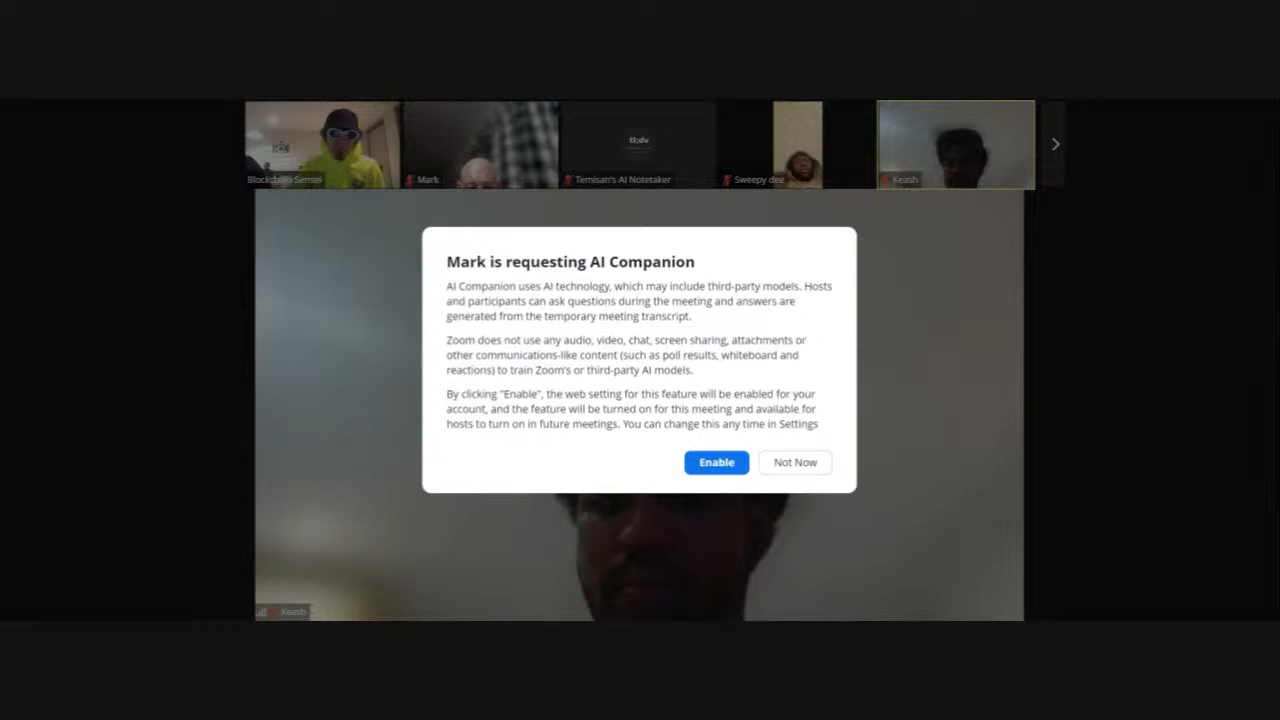 Blockchain Sensei
Mark
tl;dv
Temisan's AI Notetaker
Sweepy dee
Keash
Mark is requesting AI Companion
AI Companion uses AI technology, which may include third-party models. Hosts
and participants can ask questions during the meeting and answers are
generated from the temporary meeting transcript.
Zoom does not use any audio, video, chat, screen sharing, attachments or
other communications-like content (such as poll results, whiteboard and
reactions) to train Zoom's or third-party AI models.
By clicking "Enable", the web setting for this feature will be enabled for your
account, and the feature will be turned on for this meeting and available for
hosts to turn on in future meetings. You can change this any time in Settings
Enable
Not Now
Keash